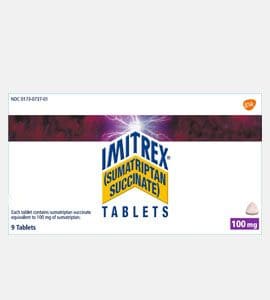 NDC 0173-0737-01
gsk
IMITREX®
(SUMATRIPTAN
SUCCINATE)
TABLETS
Each tablet contains sumatriptan succinate
equivalent to 100 mg of sumatriptan.
9 Tablets
100 mg